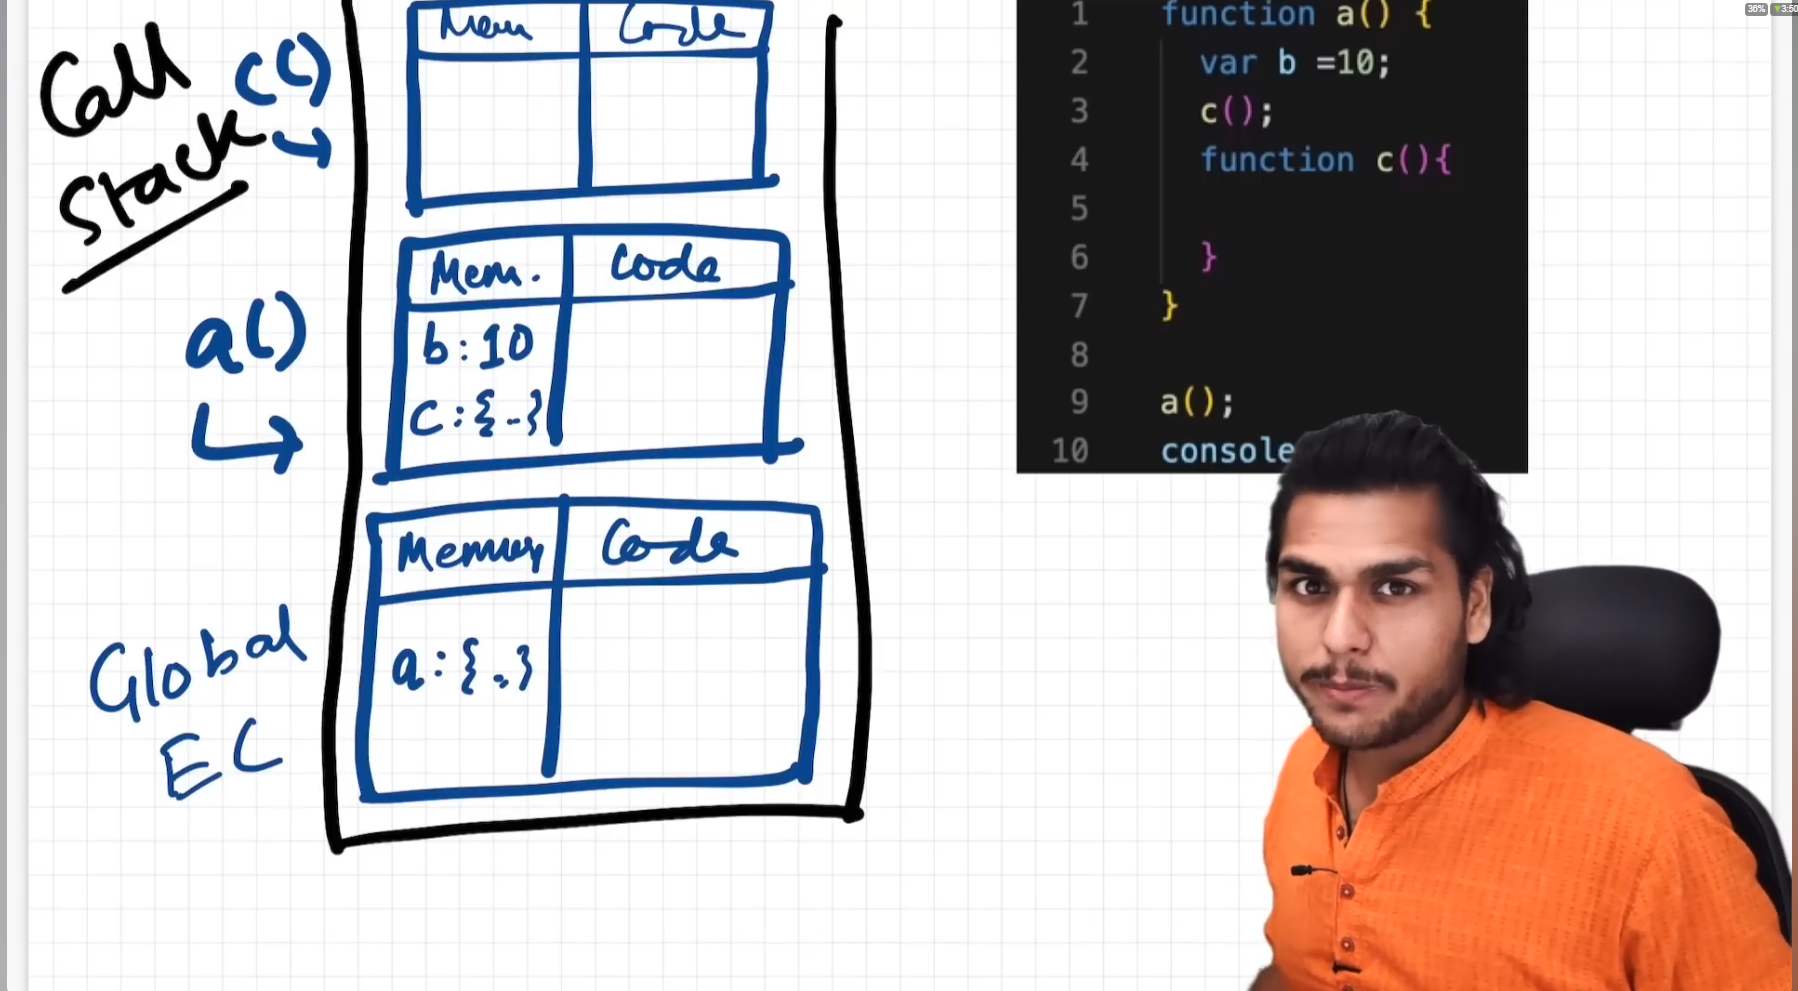 Call
Stack
c()
Mem
Code
a()
Mem.
Code
b : 10
c : {..}
Global
EC
Memory
Code
a : {..}
1 function a() {
2 var b =10;
3 c();
4 function c(){
5
6 }
7 }
8
9 a();
10 console
36% 3:50